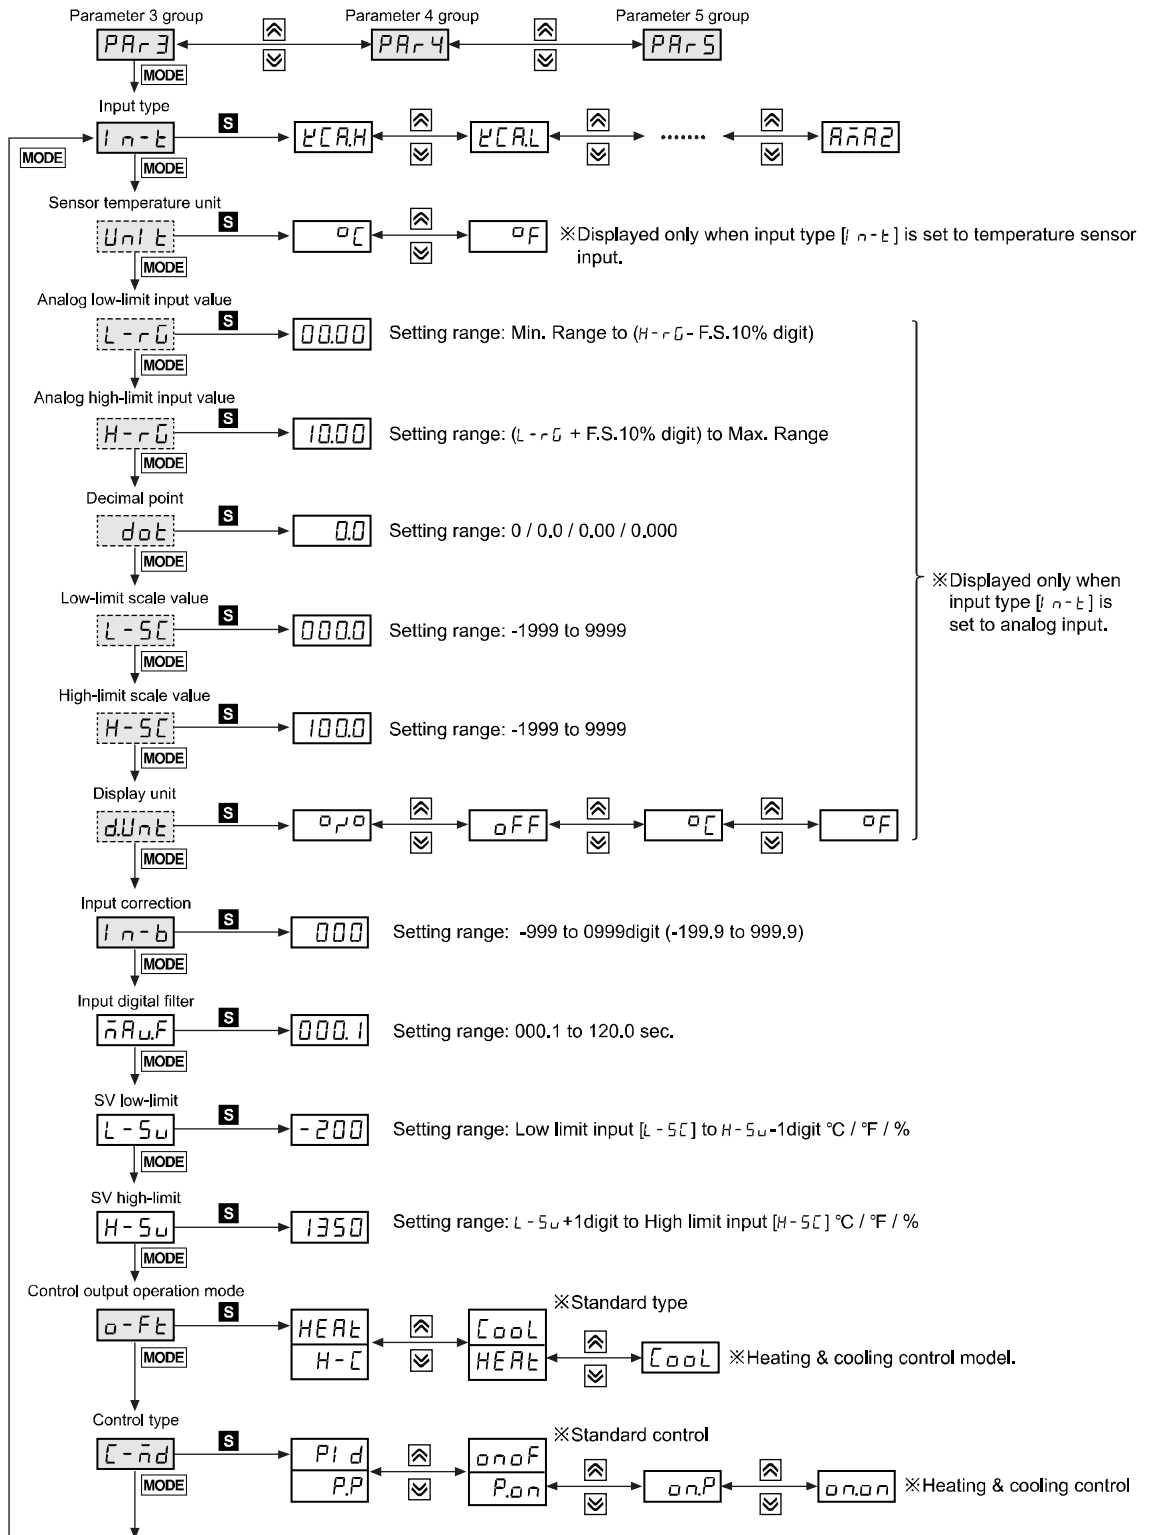 Parameter 3 group Parameter 4 group Parameter 5 group
PAr3 PAr4 PAr5
MODE
Input type
In-t S KCA.H KCA.L ....... AMA2
MODE MODE
Sensor temperature unit
UnIt S °C °F ※Displayed only when input type [In-t] is set to temperature sensor
input.
MODE
Analog low-limit input value
L-rG S 00.00 Setting range: Min. Range to (H-rG- F.S.10% digit)
MODE
Analog high-limit input value
H-rG S 10.00 Setting range: (L-rG + F.S.10% digit) to Max. Range
MODE
Decimal point
dot S 0.0 Setting range: 0 / 0.0 / 0.00 / 0.000
MODE
※Displayed only when
input type [In-t] is
set to analog input.
Low-limit scale value
L-SC S 000.0 Setting range: -1999 to 9999
MODE
High-limit scale value
H-SC S 100.0 Setting range: -1999 to 9999
MODE
Display unit
d.Unt S % oFF °C °F
MODE
Input correction
In-b S 000 Setting range: -999 to 0999digit (-199.9 to 999.9)
MODE
Input digital filter
MAv.F S 000.1 Setting range: 000.1 to 120.0 sec.
MODE
SV low-limit
L-Sv S -200 Setting range: Low limit input [L-SC] to H-Sv-1digit °C / °F / %
MODE
SV high-limit
H-Sv S 1350 Setting range: L-Sv+1digit to High limit input [H-SC] °C / °F / %
MODE
Control output operation mode
※Standard type
o-Ft S HEAt CooL
H-C HEAt CooL ※Heating & cooling control model.
MODE
Control type
※Standard control
C-Md S PId onoF
P.P P.on on.P on.on ※Heating & cooling control
MODE